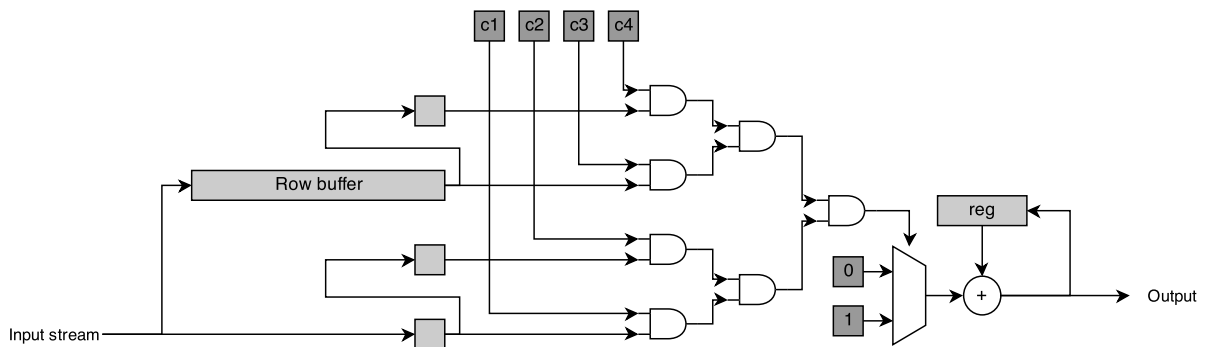 c1 c2 c3 c4
Row buffer
reg
0
+
Output
1
Input stream